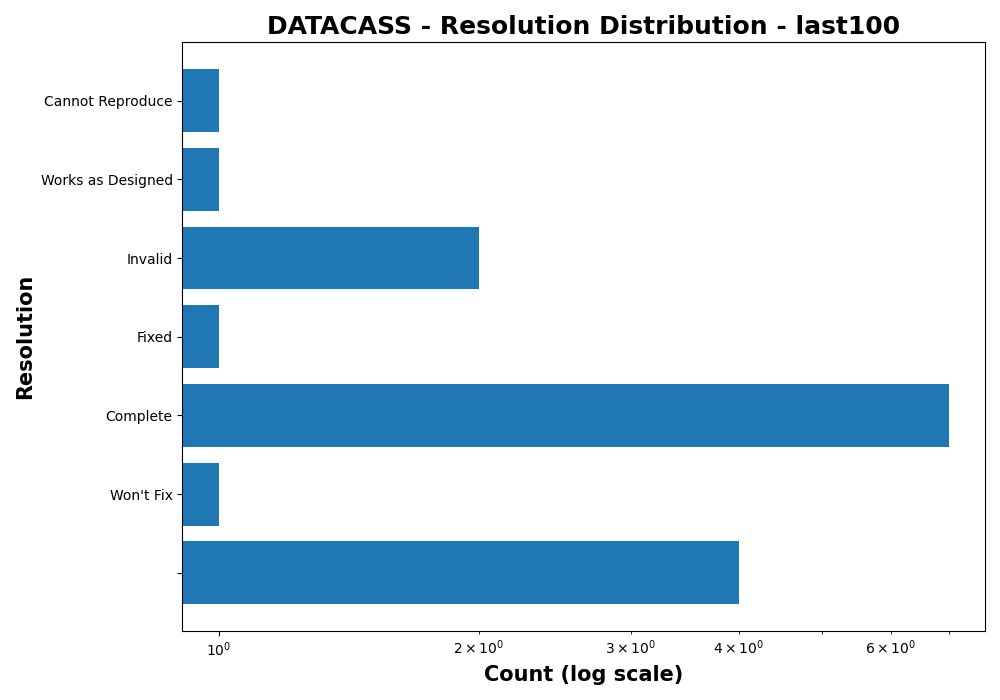 DATACASS - Resolution Distribution - last100
Cannot Reproduce
Works as Designed
Invalid
Fixed
Complete
Won't Fix
Resolution
10⁰
2 × 10⁰
3 × 10⁰
4 × 10⁰
6 × 10⁰
Count (log scale)